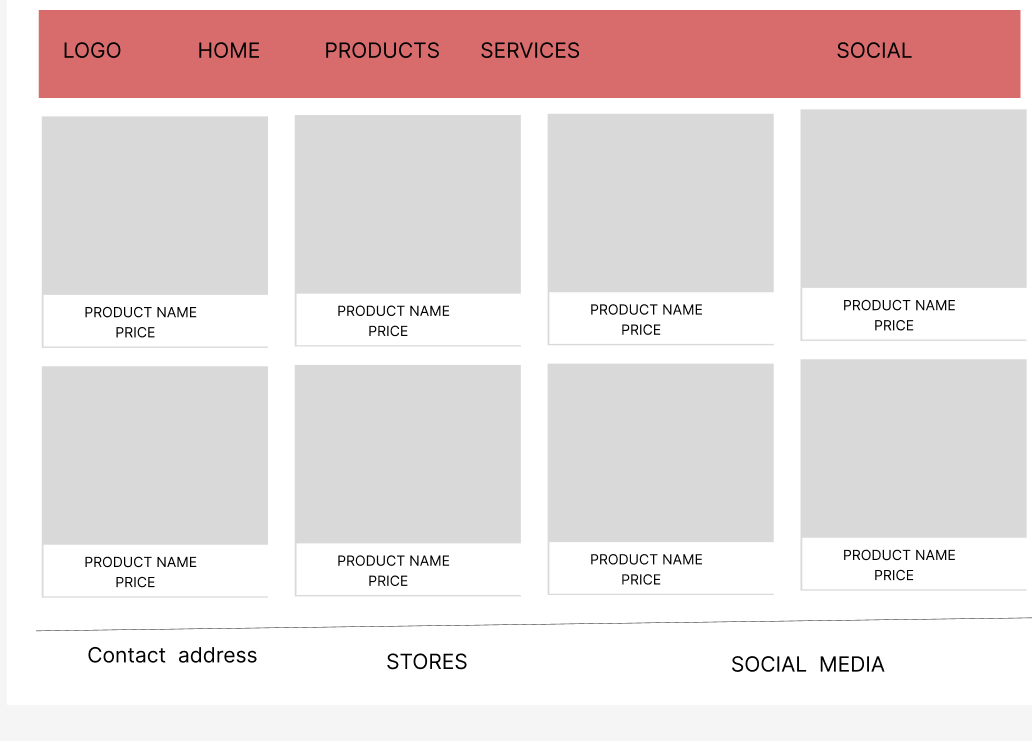 LOGO HOME PRODUCTS SERVICES SOCIAL
PRODUCT NAME PRODUCT NAME PRODUCT NAME PRODUCT NAME
PRICE PRICE PRICE PRICE
PRODUCT NAME PRODUCT NAME PRODUCT NAME PRODUCT NAME
PRICE PRICE PRICE PRICE
Contact address STORES SOCIAL MEDIA